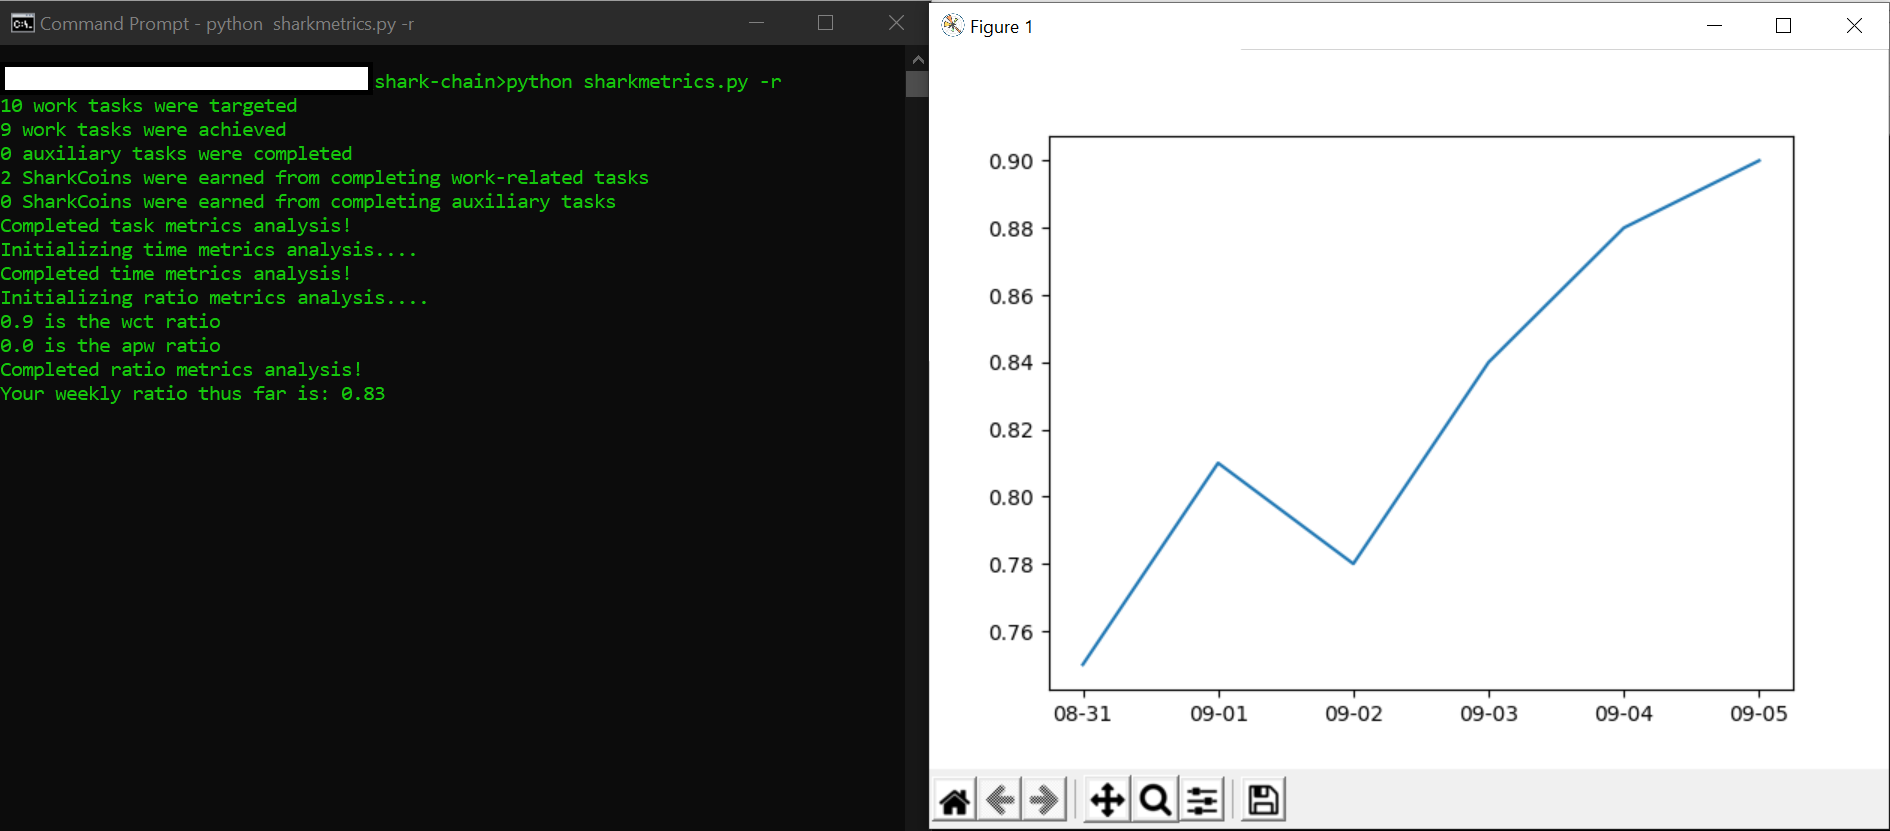 Command Prompt - python  sharkmetrics.py -r
shark-chain>python sharkmetrics.py -r
10 work tasks were targeted
9 work tasks were achieved
0 auxiliary tasks were completed
2 SharkCoins were earned from completing work-related tasks
0 SharkCoins were earned from completing auxiliary tasks
Completed task metrics analysis!
Initializing time metrics analysis....
Completed time metrics analysis!
Initializing ratio metrics analysis....
0.9 is the wct ratio
0.0 is the apw ratio
Completed ratio metrics analysis!
Your weekly ratio thus far is: 0.83
Figure 1
0.90
0.88
0.86
0.84
0.82
0.80
0.78
0.76
08-31 09-01 09-02 09-03 09-04 09-05